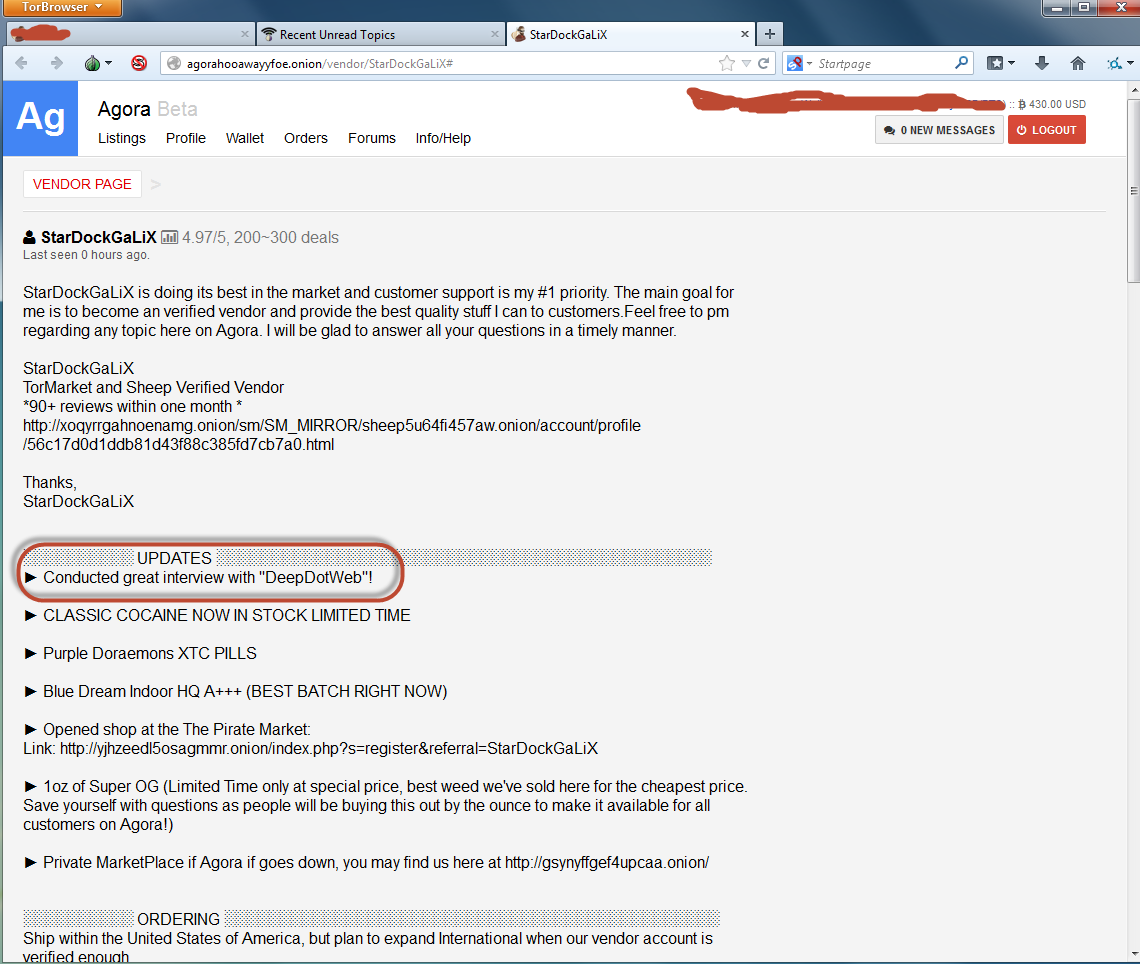 TorBrowser
Recent Unread Topics
StarDockGaLiX
agorahooawayyfoe.onion/vendor/StarDockGaLiX#
Startpage
Ag
Agora Beta
:: ฿ 430.00 USD
Listings Profile Wallet Orders Forums Info/Help
0 NEW MESSAGES
LOGOUT
VENDOR PAGE >
StarDockGaLiX 4.97/5, 200~300 deals
Last seen 0 hours ago.
StarDockGaLiX is doing its best in the market and customer support is my #1 priority. The main goal for
me is to become an verified vendor and provide the best quality stuff I can to customers.Feel free to pm
regarding any topic here on Agora. I will be glad to answer all your questions in a timely manner.
StarDockGaLiX
TorMarket and Sheep Verified Vendor
*90+ reviews within one month *
http://xoqyrrgahnoenamg.onion/sm/SM_MIRROR/sheep5u64fi457aw.onion/account/profile
/56c17d0d1ddb81d43f88c385fd7cb7a0.html
Thanks,
StarDockGaLiX
░░░░░░░░ UPDATES ░░░░░░░░░░░░░░░░░░░░░░░░░░░░░░░░░░░
► Conducted great interview with "DeepDotWeb"!
► CLASSIC COCAINE NOW IN STOCK LIMITED TIME
► Purple Doraemons XTC PILLS
► Blue Dream Indoor HQ A+++ (BEST BATCH RIGHT NOW)
► Opened shop at the The Pirate Market:
Link: http://yjhzeedl5osagmmr.onion/index.php?s=register&referral=StarDockGaLiX
► 1oz of Super OG (Limited Time only at special price, best weed we've sold here for the cheapest price.
Save yourself with questions as people will be buying this out by the ounce to make it available for all
customers on Agora!)
► Private MarketPlace if Agora if goes down, you may find us here at http://gsynyffgef4upcaa.onion/
░░░░░░░░ ORDERING ░░░░░░░░░░░░░░░░░░░░░░░░░░░░░░░░░░░
Ship within the United States of America, but plan to expand International when our vendor account is
verified enough